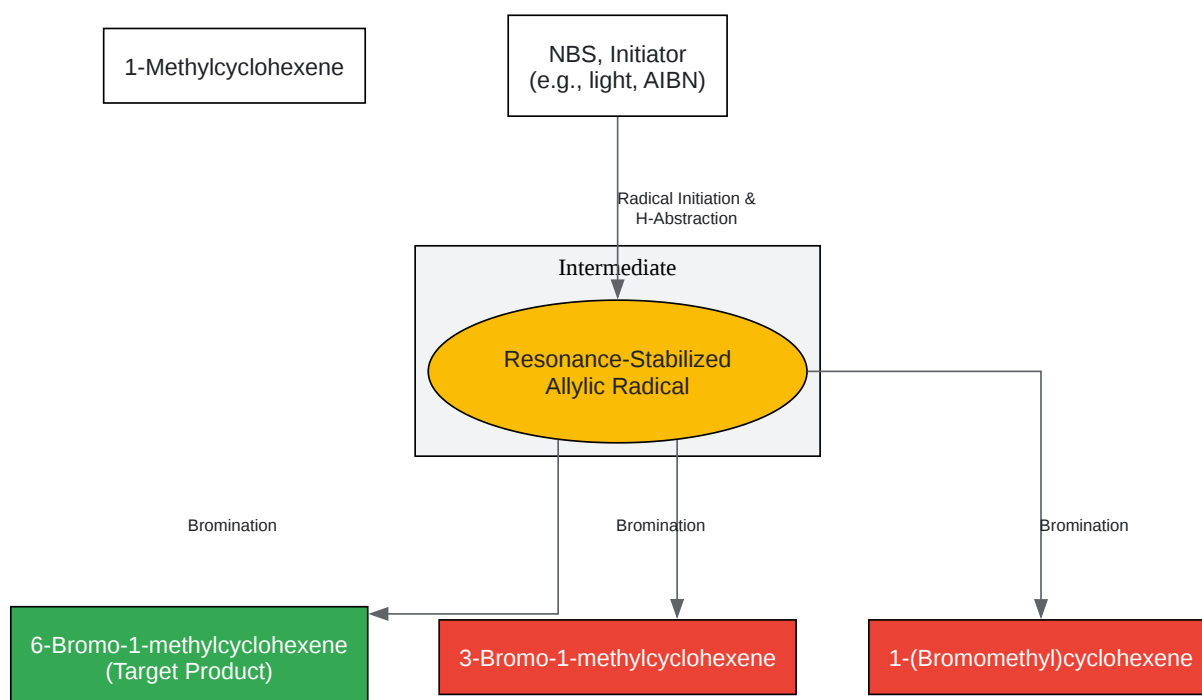 1-Methylcyclohexene
NBS, Initiator
(e.g., light, AIBN)
Radical Initiation &
H-Abstraction
Intermediate
Resonance-Stabilized
Allylic Radical
Bromination
Bromination
Bromination
6-Bromo-1-methylcyclohexene
(Target Product)
3-Bromo-1-methylcyclohexene
1-(Bromomethyl)cyclohexene